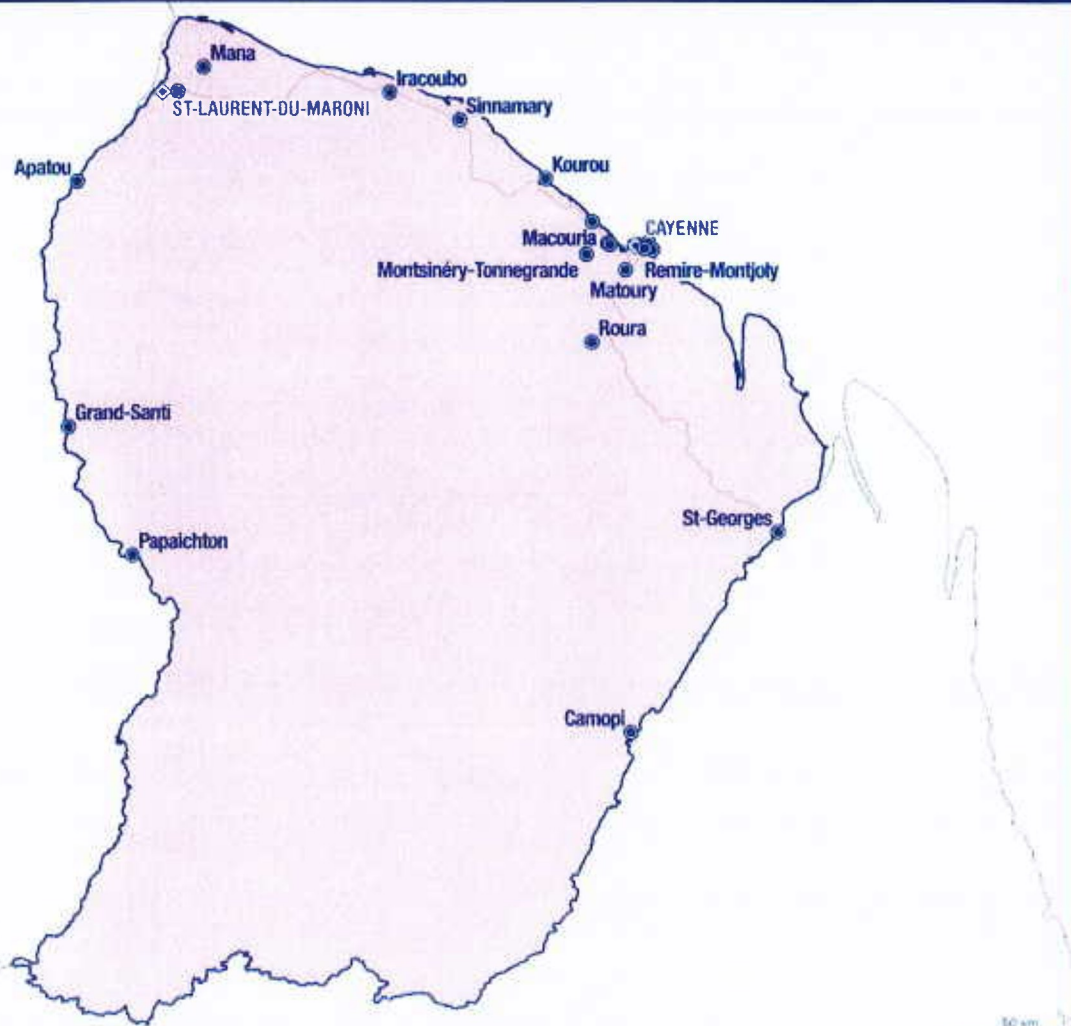 Mana
Iracoubo
ST-LAURENT-DU-MARONI
Sinnamary
Apatou
Kourou
Macouria
CAYENNE
Montsinéry-Tonnegrande
Remire-Montjoly
Matoury
Roura
Grand-Santi
St-Georges
Papaichton
Camopi